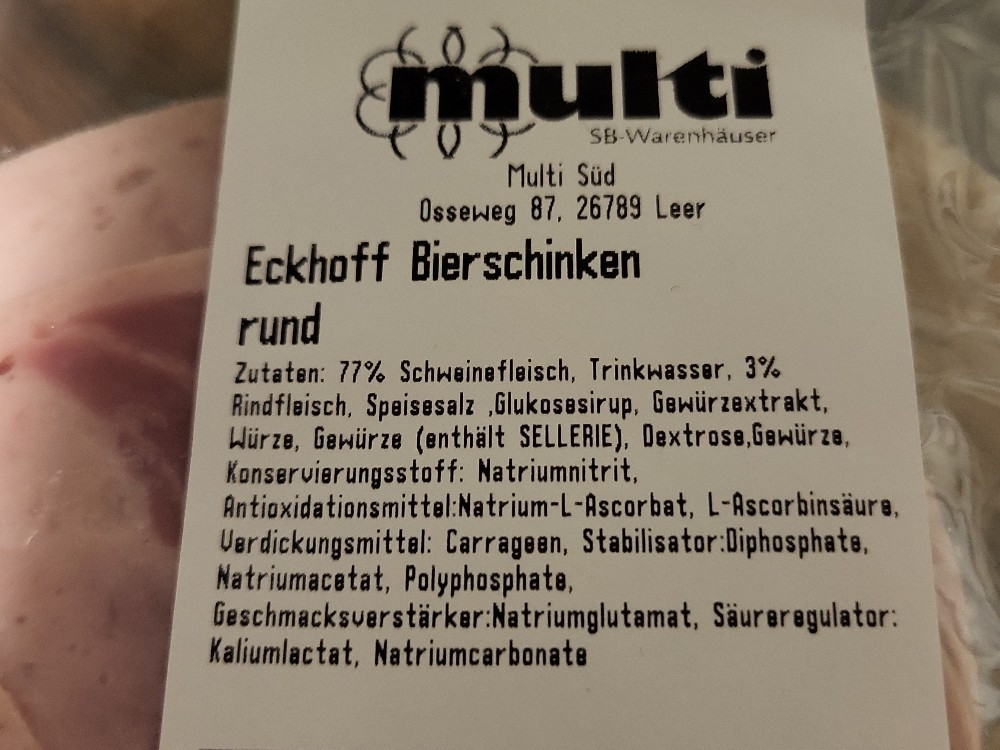 multi
SB-Warenhäuser
Multi Süd
Osseweg 87, 26789 Leer
Eckhoff Bierschinken
rund
Zutaten: 77% Schweinefleisch, Trinkwasser, 3%
Rindfleisch, Speisesalz ,Glukosesirup, Gewürzextrakt,
Würze, Gewürze (enthält SELLERIE), Dextrose,Gewürze,
Konservierungsstoff: Natriumnitrit,
Antioxidationsmittel:Natrium-L-Ascorbat, L-Ascorbinsäure,
Verdickungsmittel: Carrageen, Stabilisator:Diphosphate,
Natriumacetat, Polyphosphate,
Geschmacksverstärker:Natriumglutamat, Säureregulator:
Kaliumlactat, Natriumcarbonate